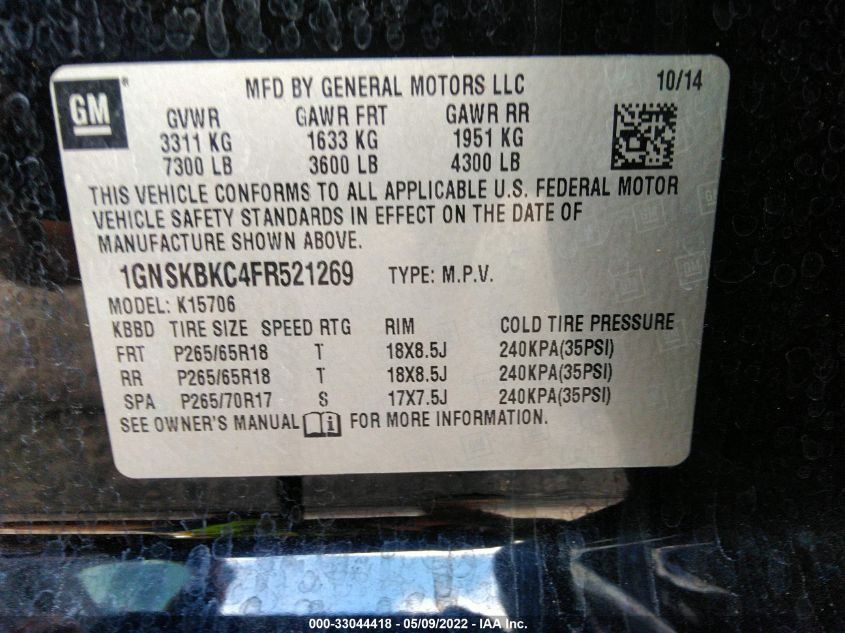 GM® MFD BY GENERAL MOTORS LLC 10/14
GVWR GAWR FRT GAWR RR
3311 KG 1633 KG 1951 KG
7300 LB 3600 LB 4300 LB
THIS VEHICLE CONFORMS TO ALL APPLICABLE U.S. FEDERAL MOTOR
VEHICLE SAFETY STANDARDS IN EFFECT ON THE DATE OF
MANUFACTURE SHOWN ABOVE.
1GNSKBKC4FR521269 TYPE: M.P.V.
MODEL: K15706
KBBD TIRE SIZE SPEED RTG RIM COLD TIRE PRESSURE
FRT P265/65R18 T 18X8.5J 240KPA(35PSI)
RR P265/65R18 T 18X8.5J 240KPA(35PSI)
SPA P265/70R17 S 17X7.5J 240KPA(35PSI)
SEE OWNER'S MANUAL i FOR MORE INFORMATION.
000-33044418 - 05/09/2022 - IAA Inc.